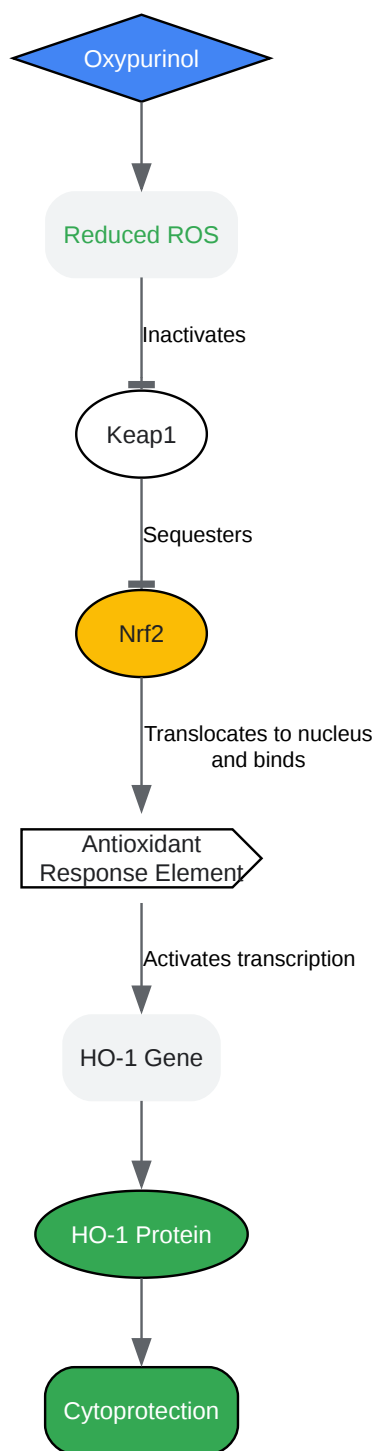 Oxypurinol
Reduced ROS
Inactivates
Keap1
Sequesters
Nrf2
Translocates to nucleus
and binds
Antioxidant
Response Element
Activates transcription
HO-1 Gene
HO-1 Protein
Cytoprotection